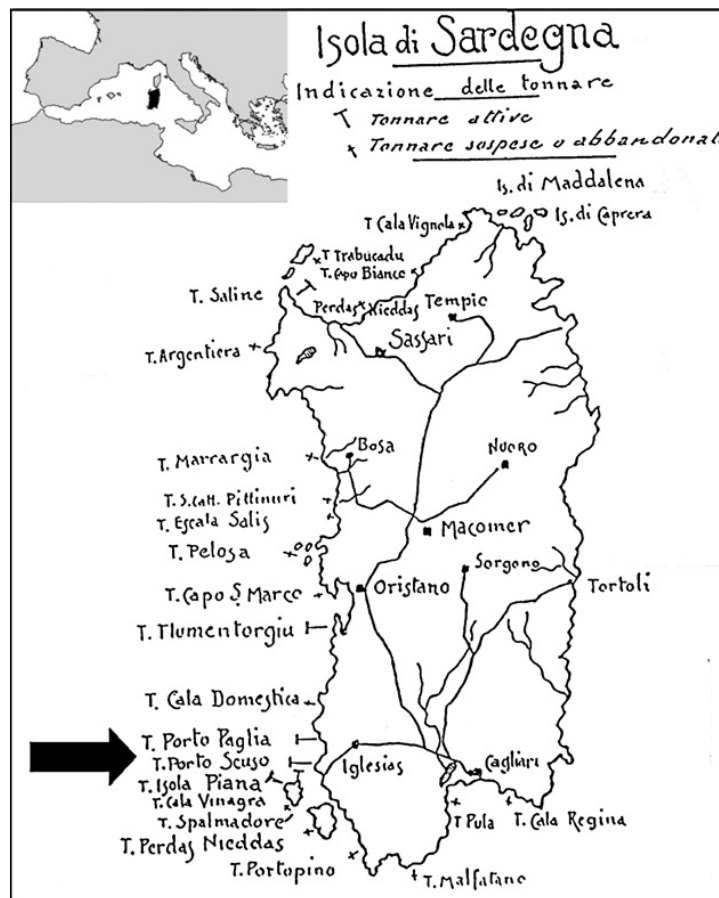 Isola di Sardegna
Indicazione delle tonnare
Tonnare attive
Tonnare sospese o abbandonate
Is. di Maddalena
Is. di Caprera
T Cala Vignola
T Trabucadu
T. Capo Bianco
T. Saline
Perdas Nieddas
Tempio
Sassari
T. Argentiera
Bosa
Nuoro
T. Marrargia
T. S. Catt. Pittinuri
T. Escala Salis
Macomer
T. Pelosa
Sorgono
T. Capo S. Marco
Oristano
Tortoli
T. Flumentorgiu
T. Cala Domestica
T. Porto Paglia
T. Porto Scuso
Iglesias
Cagliari
T. Isola Piana
T. Cala Vinagra
T. Spalmadore
T Pula
T. Cala Regina
T. Perdas Nieddas
T. Portopino
T. Malfatano